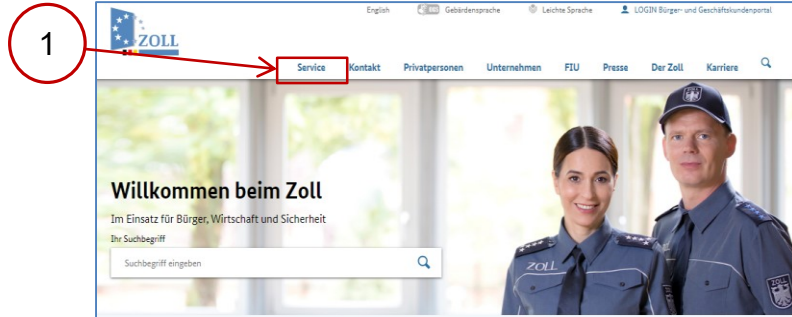 1
English Gebärdensprache Leichte Sprache LOGIN Bürger- und Geschäftskundenportal
ZOLL
Service Kontakt Privatpersonen Unternehmen FIU Presse Der Zoll Karriere
Willkommen beim Zoll
Im Einsatz für Bürger, Wirtschaft und Sicherheit
Ihr Suchbegriff
Suchbegriff eingeben
ZOLL
ZOLL